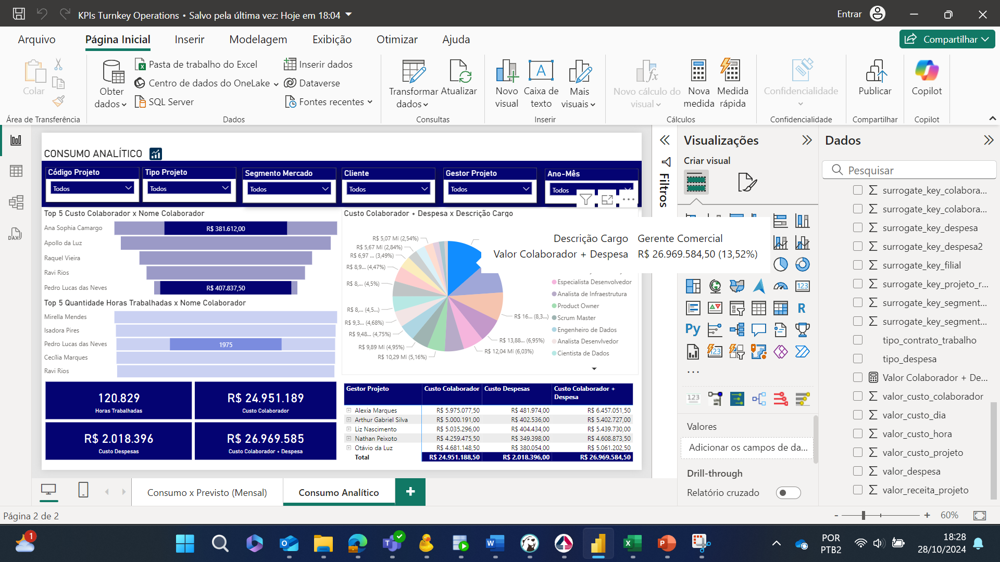 KPIs Turnkey Operations • Salvo pela última vez: Hoje em 18:04
Entrar
Arquivo
Página Inicial
Inserir
Modelagem
Exibição
Otimizar
Ajuda
Compartilhar
Colar
Área de Transferência
Obter dados
Pasta de trabalho do Excel
Centro de dados do OneLake
SQL Server
Inserir dados
Dataverse
Fontes recentes
Dados
Transformar dados
Atualizar
Consultas
Novo visual
Caixa de texto
Mais visuais
Inserir
Novo cálculo do visual
Nova medida
Medida rápida
Cálculos
Confidencialidade
Confidencialidade
Publicar
Compartilhar
Copilot
Copilot
DAX
CONSUMO ANALÍTICO
Código Projeto
Todos
Tipo Projeto
Todos
Segmento Mercado
Todos
Cliente
Todos
Gestor Projeto
Todos
Ano-Mês
Todos
Top 5 Custo Colaborador x Nome Colaborador
Ana Sophia Camargo
R$ 381.612,00
Apollo da Luz
Raquel Vieira
Ravi Rios
Pedro Lucas das Neves
R$ 407.837,50
Top 5 Quantidade Horas Trabalhadas x Nome Colaborador
Mirella Mendes
Isadora Pires
Pedro Lucas das Neves
1975
Cecília Marques
Ravi Rios
120.829
Horas Trabalhadas
R$ 24.951.189
Custo Colaborador
R$ 2.018.396
Custo Despesas
R$ 26.969.585
Custo Colaborador + Despesa
Custo Colaborador + Despesa x Descrição Cargo
R$ 5,07 Mi (2,54%)
R$ 5,67 Mi (2,84%)
R$ 6,97 ... (3,49%)
R$ 8,9... (4,47%)
R$ 8,... (4,5%)
R$ 8,... (4,5...)
R$ 9,3... (4,68%)
R$ 9,48... (4,75%)
R$ 9,89 Mi (4,95%)
R$ 10,29 Mi (5,16%)
R$ 12,04 Mi (6,03%)
R$ 13,88... (6,95%)
R$ 16... (8,3...)
Descrição Cargo Gerente Comercial
Valor Colaborador + Despesa R$ 26.969.584,50 (13,52%)
Especialista Desenvolvedor
Analista de Infraestrutura
Product Owner
Scrum Master
Engenheiro de Dados
Analista Desenvlvedor
Cientista de Dados
Gestor Projeto Custo Colaborador Custo Despesas Custo Colaborador + Despesa
Alexia Marques R$ 5.975.077,50 R$ 481.974,00 R$ 6.457.051,50
Arthur Gabriel Silva R$ 5.000.191,00 R$ 402.536,00 R$ 5.402.727,00
Liz Nascimento R$ 5.035.296,00 R$ 404.434,00 R$ 5.439.730,00
Nathan Peixoto R$ 4.259.475,50 R$ 349.398,00 R$ 4.608.873,50
Otávio da Luz R$ 4.681.148,50 R$ 380.054,00 R$ 5.061.202,50
Total R$ 24.951.188,50 R$ 2.018.396,00 R$ 26.969.584,50
Filtros
Visualizações
Criar visual
123
R
Py
123
123
...
Valores
Adicionar os campos de da...
Drill-through
Relatório cruzado
Dados
Pesquisar
surrogate_key_colabora...
surrogate_key_colabora...
surrogate_key_despesa
surrogate_key_despesa2
surrogate_key_filial
surrogate_key_projeto_r...
surrogate_key_segment...
surrogate_key_segment...
tipo_contrato_trabalho
tipo_despesa
Valor Colaborador + De...
valor_custo_colaborador
valor_custo_dia
valor_custo_hora
valor_custo_projeto
valor_despesa
valor_receita_projeto
Consumo x Previsto (Mensal)
Consumo Analítico
Página 2 de 2
- + 60%
1
POR
PTB2
18:28
28/10/2024